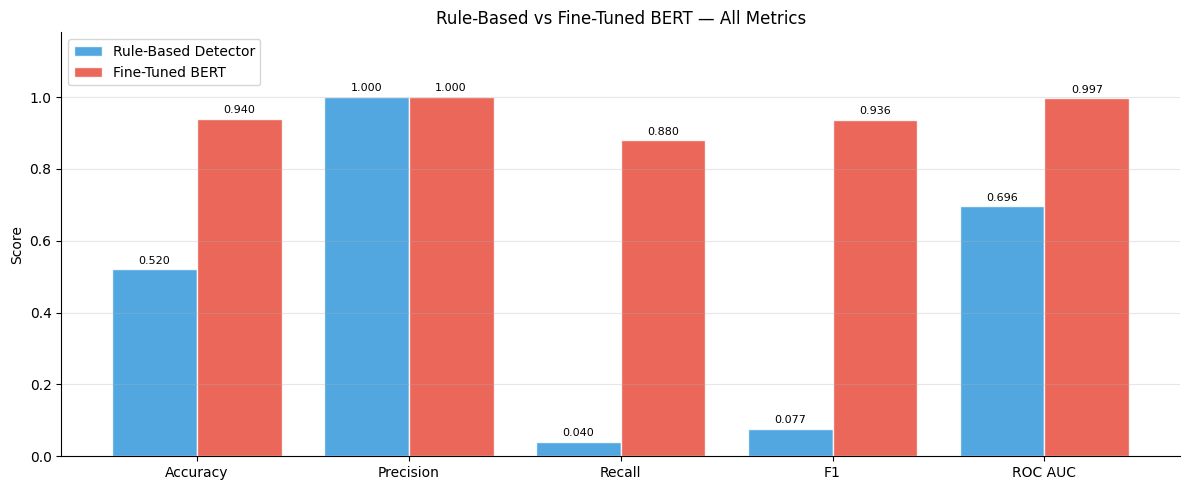 Rule-Based vs Fine-Tuned BERT — All Metrics
Rule-Based Detector
Fine-Tuned BERT
Score
1.0
0.8
0.6
0.4
0.2
0.0
0.520
0.940
1.000
1.000
0.040
0.880
0.077
0.936
0.696
0.997
Accuracy
Precision
Recall
F1
ROC AUC